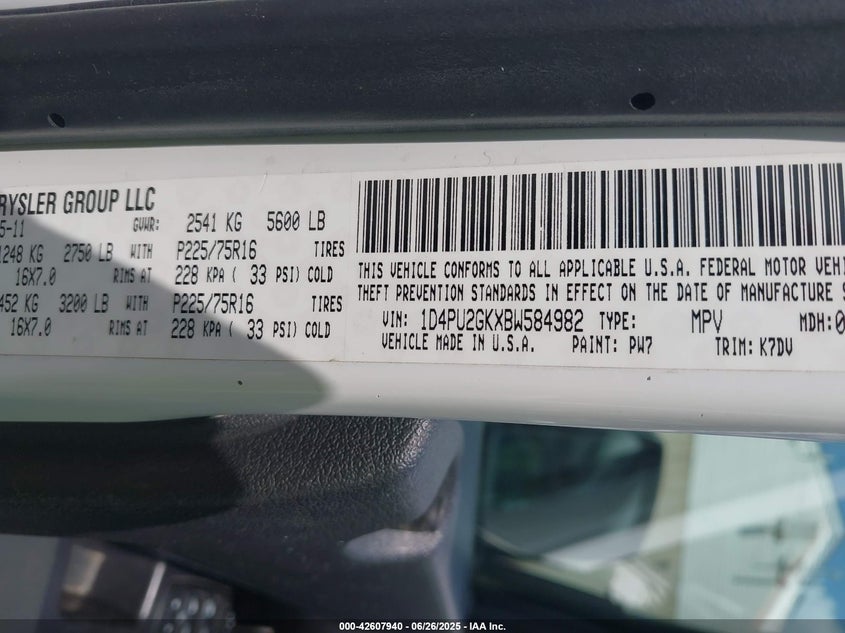 RYSLER GROUP LLC
5-11 GVWR: 2541 KG 5600 LB
1248 KG 2750 LB WITH P225/75R16 TIRES
16X7.0 RIMS AT 228 KPA ( 33 PSI) COLD
452 KG 3200 LB WITH P225/75R16 TIRES
16X7.0 RIMS AT 228 KPA ( 33 PSI) COLD
THIS VEHICLE CONFORMS TO ALL APPLICABLE U.S.A. FEDERAL MOTOR VEHI
THEFT PREVENTION STANDARDS IN EFFECT ON THE DATE OF MANUFACTURE S
VIN: 1D4PU2GKXBW584982 TYPE: MPV MDH:0
VEHICLE MADE IN U.S.A. PAINT: PW7 TRIM: K7DV
000-42607940 - 06/26/2025 - IAA Inc.